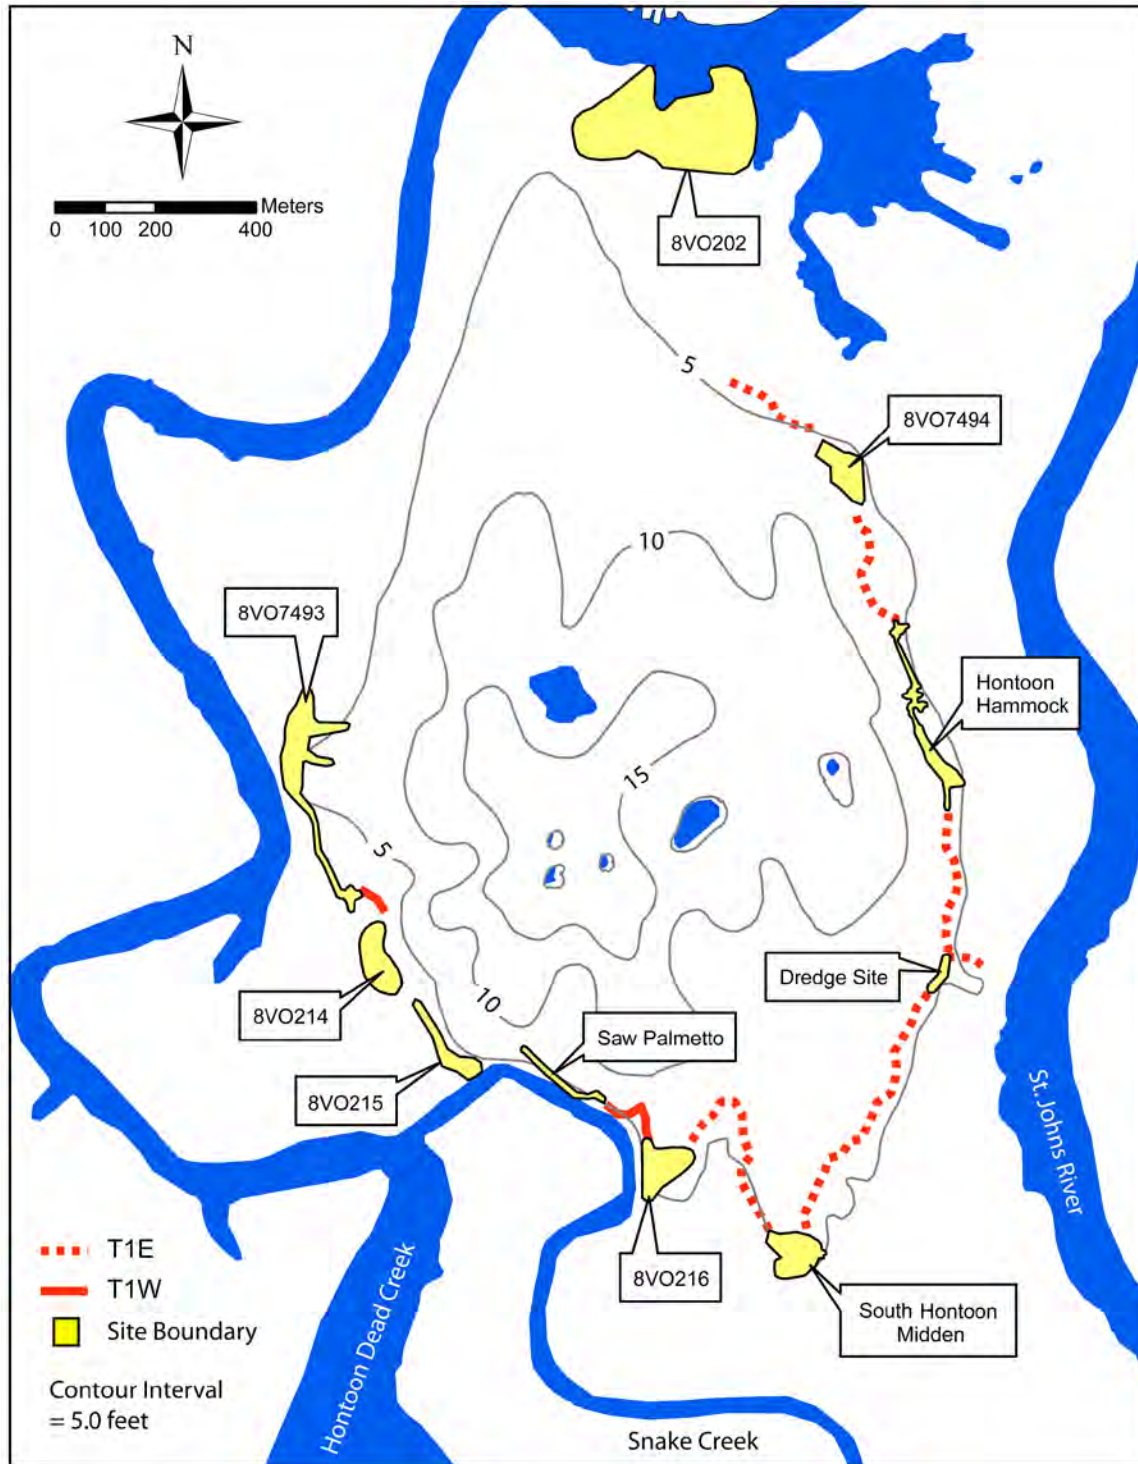 N
Meters
0 100 200 400
8VO202
5
8VO7494
10
8VO7493
Hontoon
Hammock
15
5
Dredge Site
10
8VO214
Saw Palmetto
8VO215
St. Johns River
T1E
T1W
8VO216
Site Boundary
South Hontoon
Midden
Hontoon Dead Creek
Contour Interval
= 5.0 feet
Snake Creek